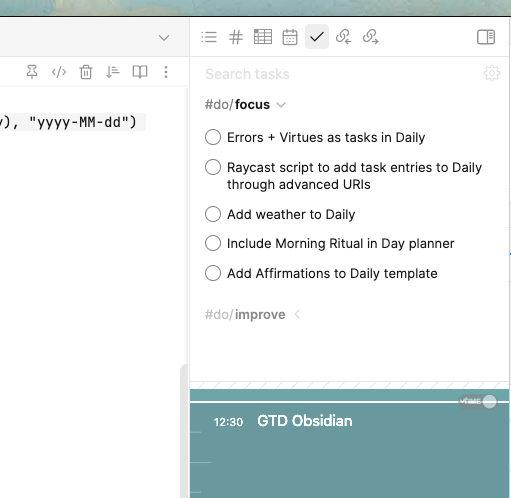 y), "yyyy-MM-dd")
Search tasks
#do/focus
Errors + Virtues as tasks in Daily
Raycast script to add task entries to Daily
through advanced URIs
Add weather to Daily
Include Morning Ritual in Day planner
Add Affirmations to Daily template
#do/improve
TIME
12:30 GTD Obsidian